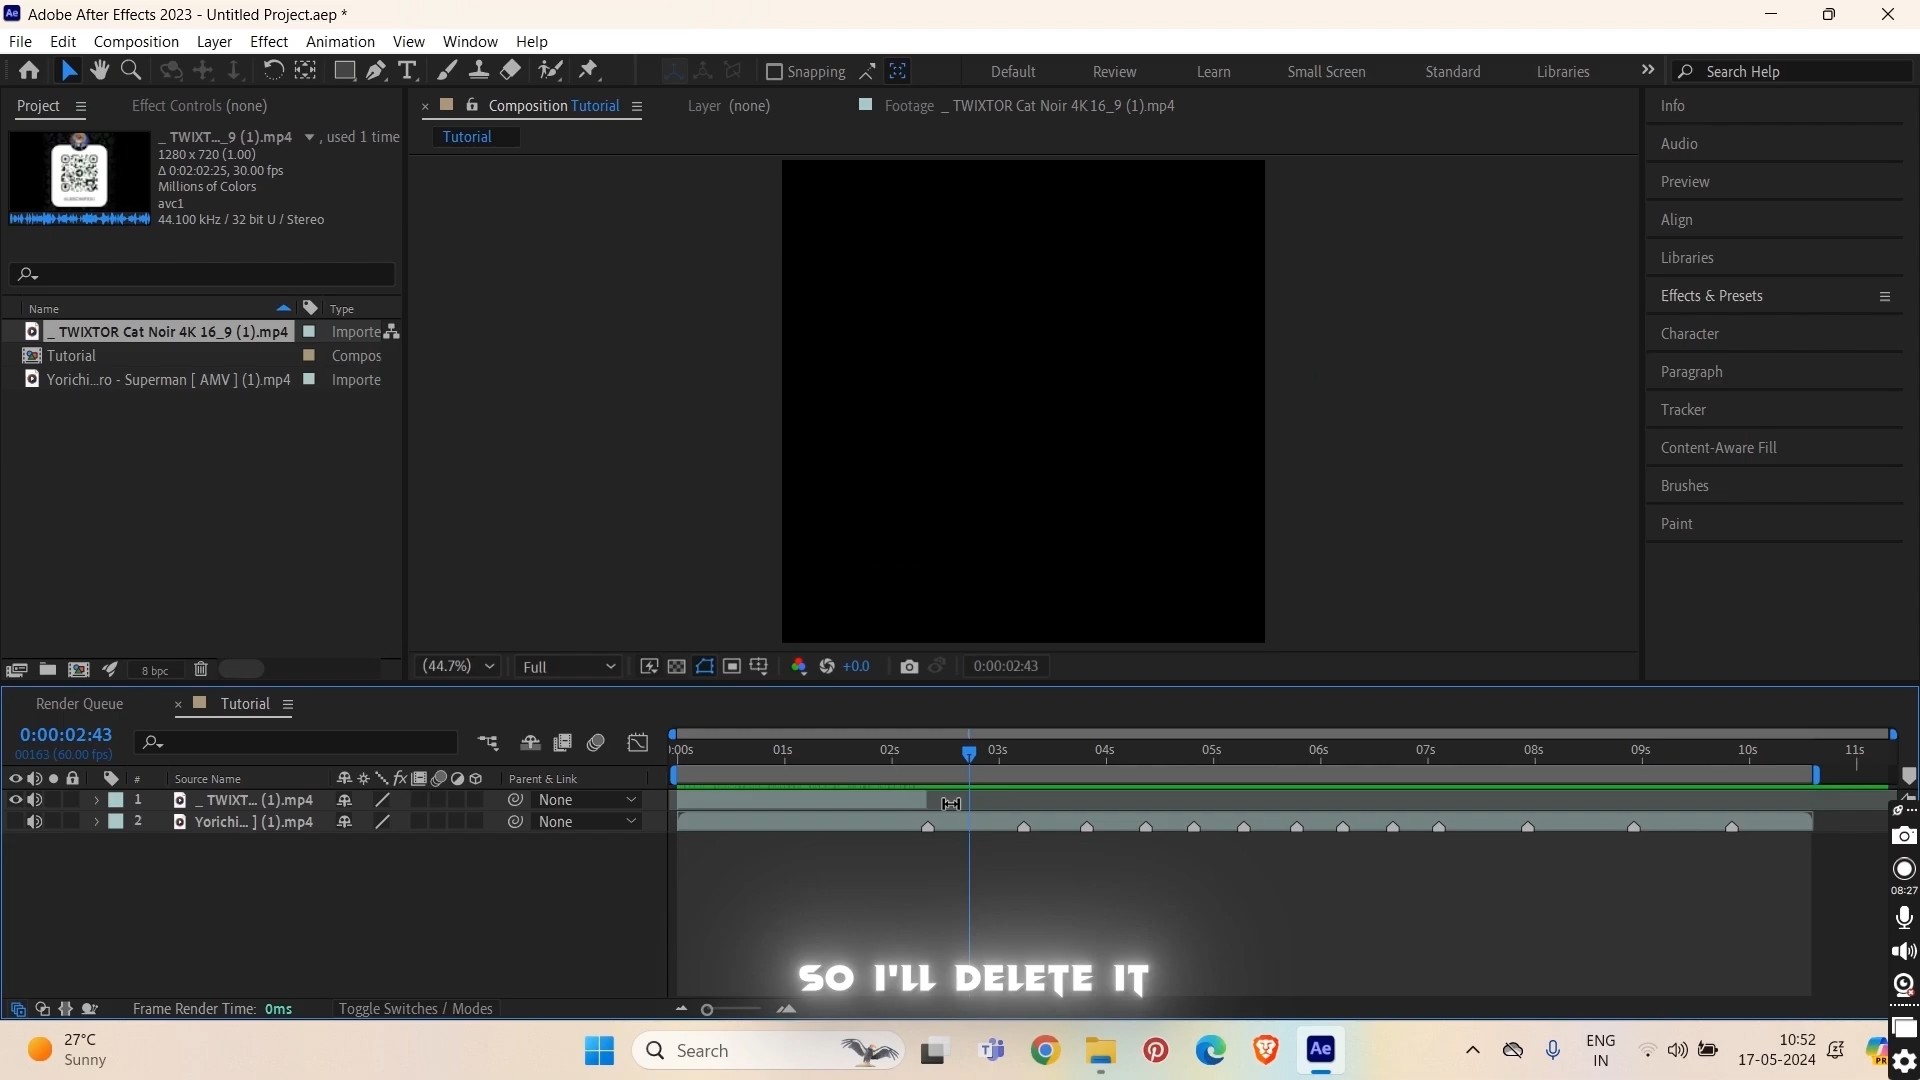 Adobe After Effects 2023 - Untitled Project.aep *
File Edit Composition Layer Effect Animation View Window Help
Snapping Default Review Learn Small Screen Standard Libraries Search Help
Project Effect Controls (none)
_ TWIXT..._9 (1).mp4 , used 1 time
1280 x 720 (1.00)
Δ 0:02:02:25, 30.00 fps
Millions of Colors
avc1
44.100 kHz / 32 bit U / Stereo
Name Type
_ TWIXTOR Cat Noir 4K 16_9 (1).mp4 Importe
Tutorial Compos
Yorichi...ro - Superman [ AMV ] (1).mp4 Importe
8 bpc
Composition Tutorial Layer (none) Footage _ TWIXTOR Cat Noir 4K 16_9 (1).mp4
Tutorial
(44.7%) Full +0.0 0:00:02:43
Info
Audio
Preview
Align
Libraries
Effects & Presets
Character
Paragraph
Tracker
Content-Aware Fill
Brushes
Paint
Render Queue Tutorial
0:00:02:43
00163 (60.00 fps)
):00s 01s 02s 03s 04s 05s 06s 07s 08s 09s 10s 11s
# Source Name Parent & Link
1 _ TWIXT... (1).mp4 None
2 Yorichi... ] (1).mp4 None
08:27
SO I'LL DELETE IT
Frame Render Time: 0ms Toggle Switches / Modes
27°C
Sunny
Search
Ae
ENG
IN
10:52
17-05-2024